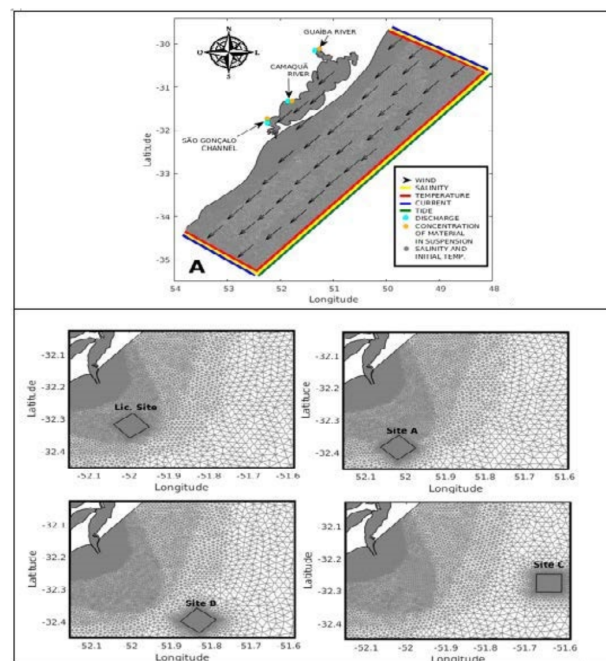 GUAÍBA RIVER
-30
N
U
L
S
CAMAQUÃ
RIVER
-31
SÃO GONÇALO
CHANNEL
-32
Latitude
-33
WIND
SALINITY
TEMPERATURE
CURRENT
TIDE
DISCHARGE
CONCENTRATION
OF MATERIAL
IN SUSPENSION
SALINITY AND
INITIAL TEMP.
-34
-35
A
54 53 52 51 50 49 48
Longitude
-32.1
-32.2
-32.3
-32.4
Latitude
Lic. Site
-52.1 52 -51.9 -51.8 -51.7 -51.6
Longitude
-32.1
-32.2
-32.3
-32.4
Latitude
Site A
52.1 52 51.9 51.8 51.7 51.6
Longitude
-32.1
-32.2
-32.3
-32.4
Latitude
Site B
52.1 52 51.9 51.8 51.7 51.6
Longitude
-32.1
-32.2
-32.3
-32.4
Latitude
Site C
-52.1 -52 -51.9 -51.8 -51.7 -51.6
Longitude